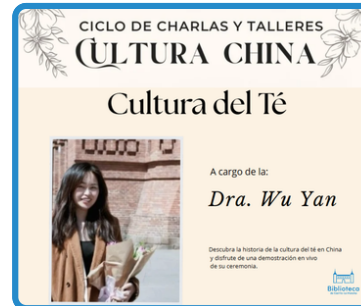 CICLO DE CHARLAS Y TALLERES
CULTURA CHINA
Cultura del Té
A cargo de la:
Dra. Wu Yan
Descubra la historia de la cultura del té en China
y disfrute de una demostración en vivo
de su ceremonia.
Biblioteca